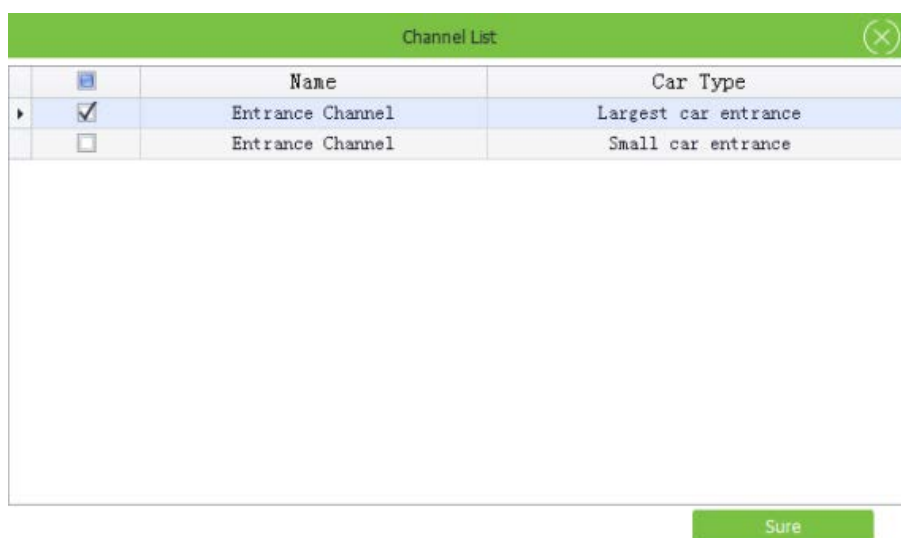 Channel List
Name Car Type
Entrance Channel Largest car entrance
Entrance Channel Small car entrance
Sure